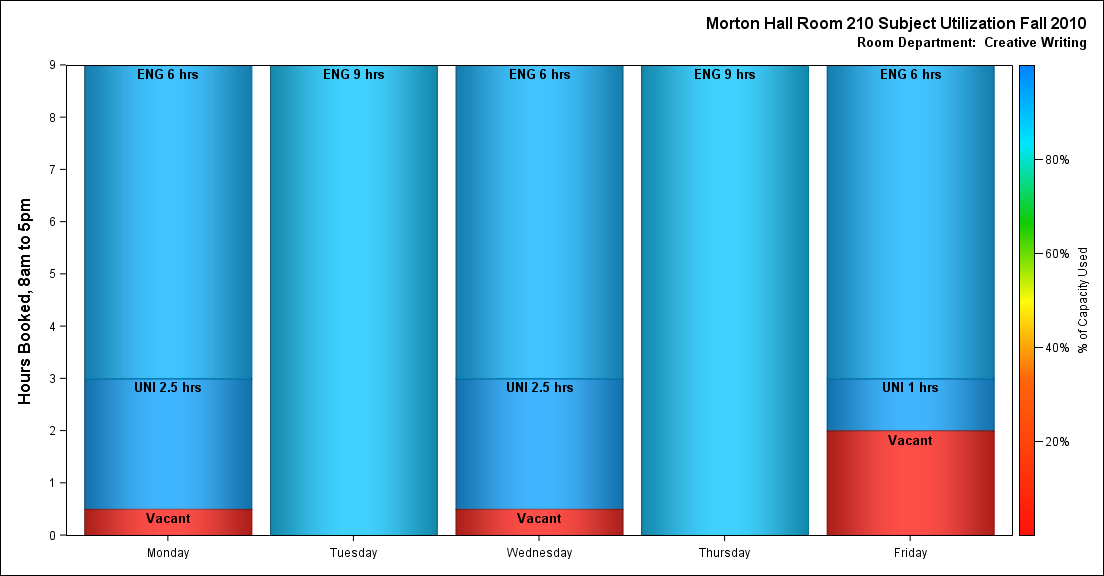 Morton Hall Room 210 Subject Utilization Fall 2010
Room Department:  Creative Writing
Hours Booked, 8am to 5pm
9
8
7
6
5
4
3
2
1
0
ENG 6 hrs
UNI 2.5 hrs
Vacant
ENG 9 hrs
ENG 6 hrs
UNI 2.5 hrs
Vacant
ENG 9 hrs
ENG 6 hrs
UNI 1 hrs
Vacant
Monday
Tuesday
Wednesday
Thursday
Friday
80%
60%
40%
20%
% of Capacity Used